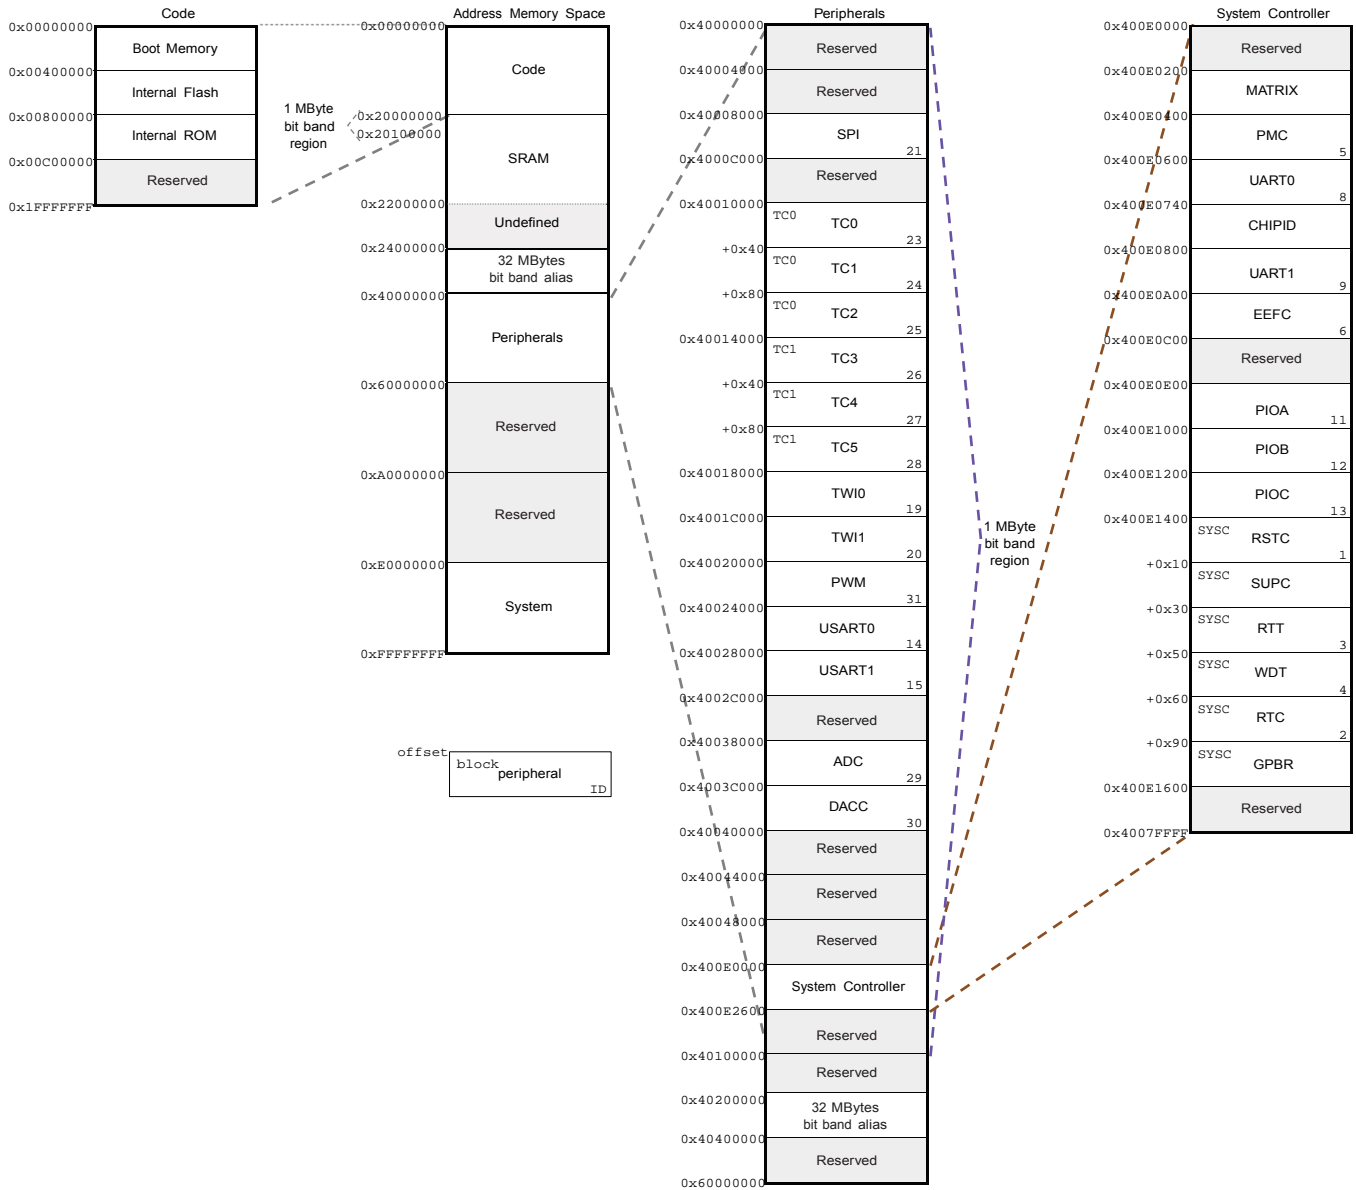 Code
0x00000000
Boot Memory
0x00400000
Internal Flash
0x00800000
Internal ROM
0x00C00000
Reserved
0x1FFFFFFF
1 MByte
bit band
region
Address Memory Space
0x00000000
Code
0x20000000
0x20100000
SRAM
0x22000000
Undefined
0x24000000
32 MBytes
bit band alias
0x40000000
Peripherals
0x60000000
Reserved
0xA0000000
Reserved
0xE0000000
System
0xFFFFFFFF
offset
block
peripheral
ID
Peripherals
0x40000000
Reserved
0x40004000
Reserved
0x40008000
SPI
21
0x4000C000
Reserved
0x40010000
TC0
TC0
23
+0x40
TC0
TC1
24
+0x80
TC0
TC2
25
0x40014000
TC1
TC3
26
+0x40
TC1
TC4
27
+0x80
TC1
TC5
28
0x40018000
TWI0
19
0x4001C000
TWI1
20
0x40020000
PWM
31
0x40024000
USART0
14
0x40028000
USART1
15
0x4002C000
Reserved
0x40038000
ADC
29
0x4003C000
DACC
30
0x40040000
Reserved
0x40044000
Reserved
0x40048000
Reserved
0x400E0000
System Controller
0x400E2600
Reserved
0x40100000
Reserved
0x40200000
32 MBytes
bit band alias
0x40400000
Reserved
0x60000000
1 MByte
bit band
region
System Controller
0x400E0000
Reserved
0x400E0200
MATRIX
0x400E0400
PMC
5
0x400E0600
UART0
8
0x400E0740
CHIPID
0x400E0800
UART1
9
0x400E0A00
EEFC
6
0x400E0C00
Reserved
0x400E0E00
PIOA
11
0x400E1000
PIOB
12
0x400E1200
PIOC
13
0x400E1400
SYSC
RSTC
1
+0x10
SYSC
SUPC
+0x30
SYSC
RTT
3
+0x50
SYSC
WDT
4
+0x60
SYSC
RTC
2
+0x90
SYSC
GPBR
0x400E1600
Reserved
0x4007FFFF